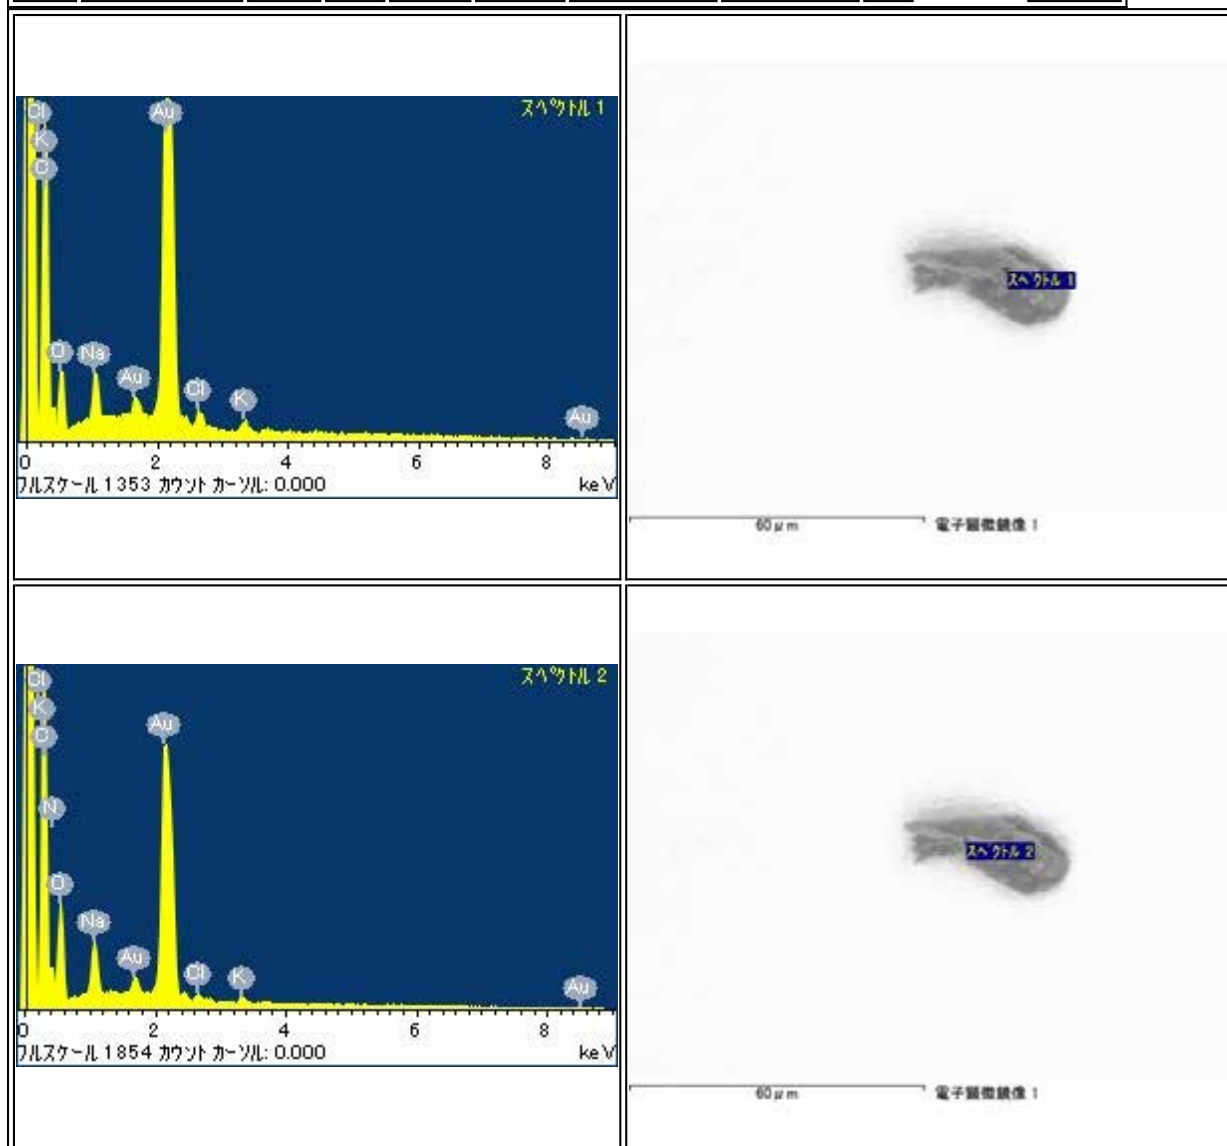 スペクトル 1
Cl
K
C
Au
O
Na
Au
Cl
K
Au
0 2 4 6 8
フルスケール 1353 カウント カーソル: 0.000 keV
スペクトル 1
60μm 電子顕微鏡像 1
スペクトル 2
Cl
K
C
N
Au
O
Na
Au
Cl
K
Au
0 2 4 6 8
フルスケール 1854 カウント カーソル: 0.000 keV
スペクトル 2
60μm 電子顕微鏡像 1